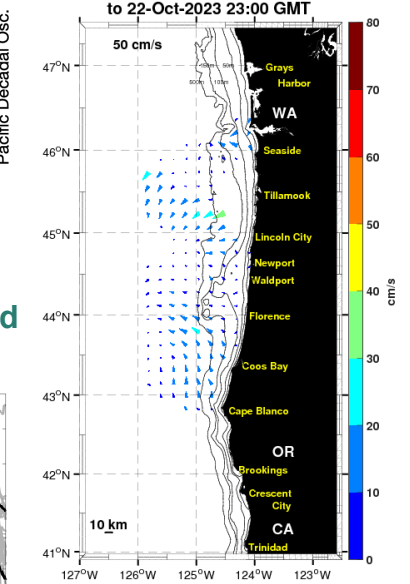 to 22-Oct-2023 23:00 GMT
Pacific Decadal Osc.
50 cm/s
80
70
60
50
40
30
20
10
0
cm/s
47°N
46°N
45°N
44°N
43°N
42°N
41°N
50m
500m
Grays
Harbor
WA
Seaside
Tillamook
Lincoln City
Newport
Waldport
Florence
Coos Bay
Cape Blanco
OR
Brookings
Crescent
City
CA
Trinidad
d
10 km
127°W
126°W
125°W
124°W
123°W